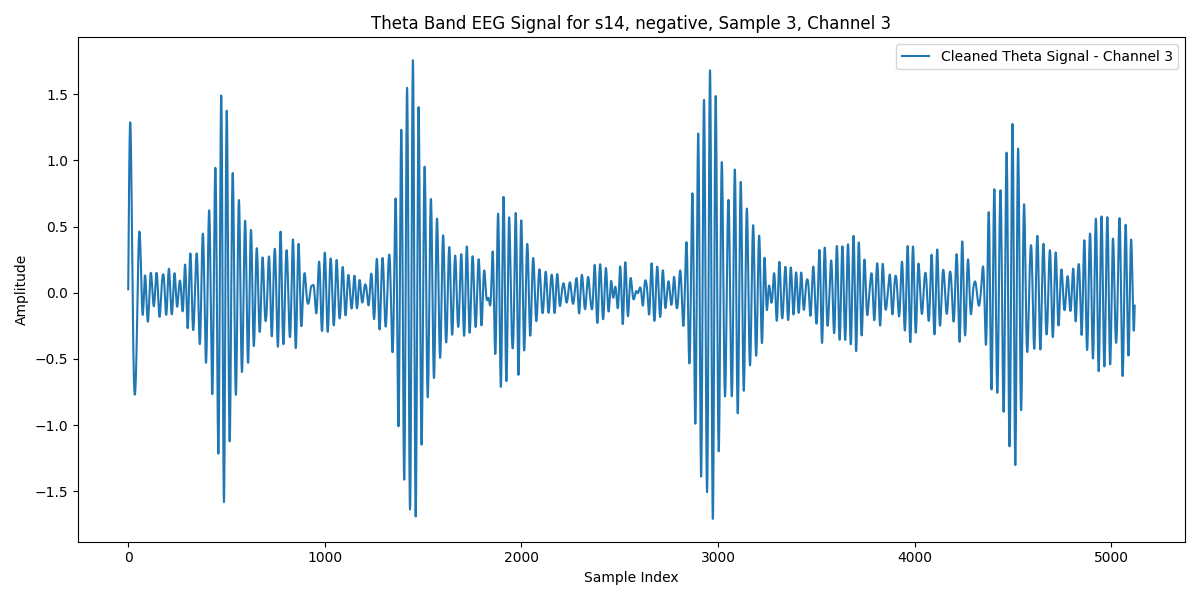 Theta Band EEG Signal for s14, negative, Sample 3, Channel 3
Cleaned Theta Signal - Channel 3
Amplitude
1.5
1.0
0.5
0.0
−0.5
−1.0
−1.5
0 1000 2000 3000 4000 5000
Sample Index